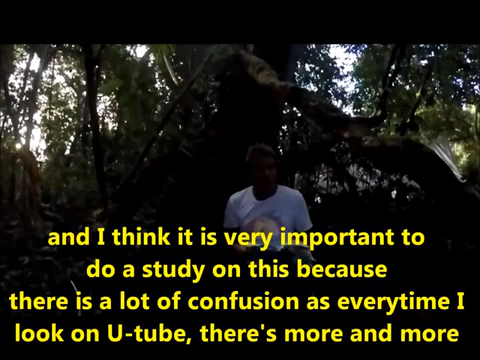 and I think it is very important to
do a study on this because
there is a lot of confusion as everytime I
look on U-tube, there's more and more